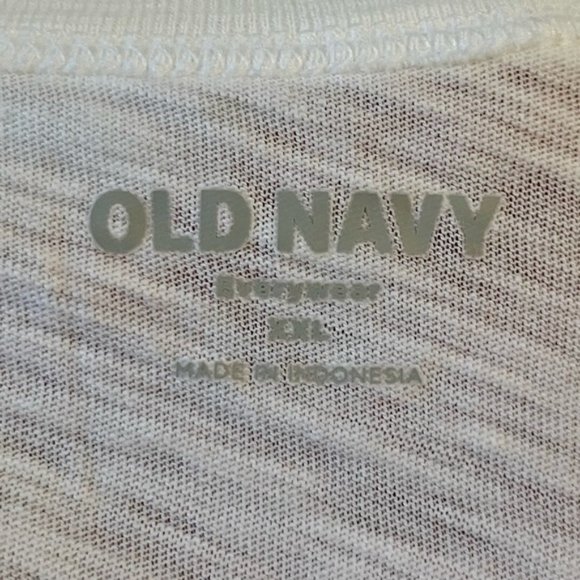 OLD NAVY
Everywear
XXL
MADE IN INDONESIA